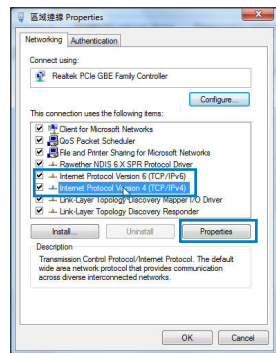 區域連線 Properties
Networking
Authentication
Connect using:
Realtek PCIe GBE Family Controller
Configure...
This connection uses the following items:
Client for Microsoft Networks
QoS Packet Scheduler
File and Printer Sharing for Microsoft Networks
Rawether NDIS 6.X SPR Protocol Driver
Internet Protocol Version 6 (TCP/IPv6)
Internet Protocol Version 4 (TCP/IPv4)
Link-Layer Topology Discovery Mapper I/O Driver
Link-Layer Topology Discovery Responder
Install...
Uninstall
Properties
Description
Transmission Control Protocol/Internet Protocol. The default
wide area network protocol that provides communication
across diverse interconnected networks.
OK
Cancel